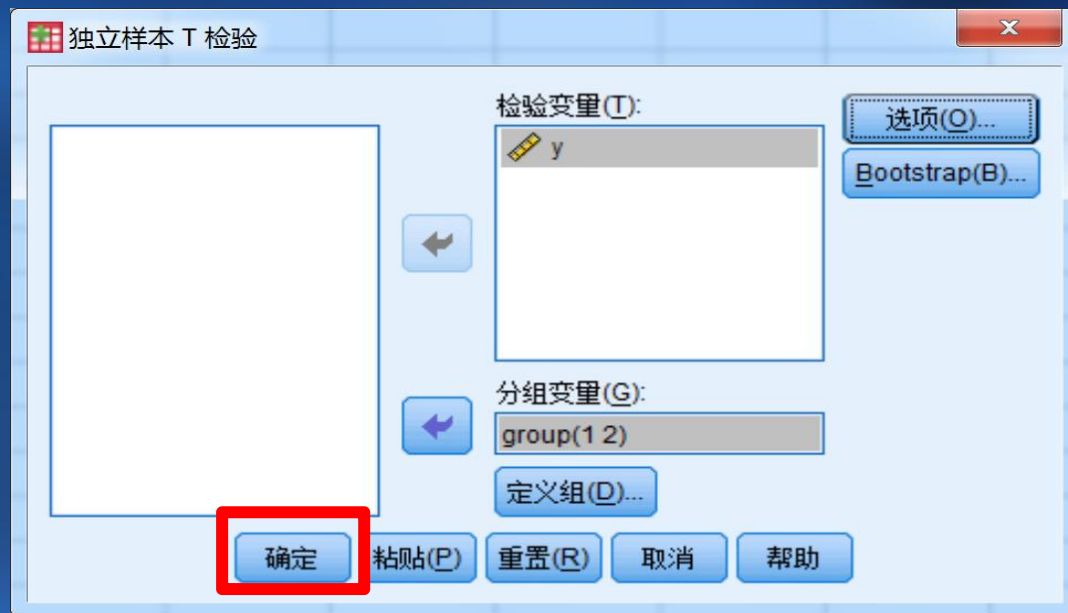 独立样本 T 检验
检验变量(T):
y
选项(O)...
Bootstrap(B)...
分组变量(G):
group(1 2)
定义组(D)...
确定 粘贴(P) 重置(R) 取消 帮助